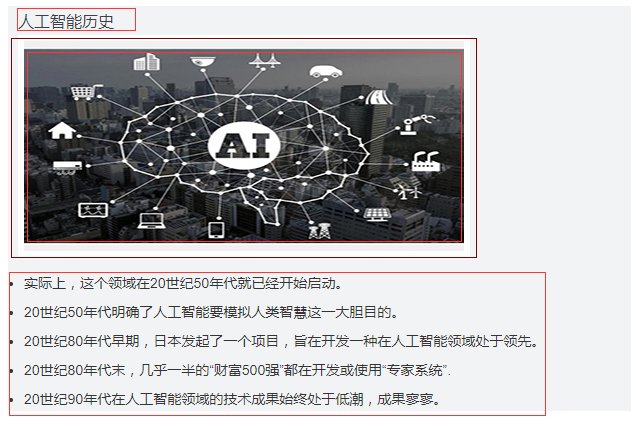 人工智能历史
AI
实际上，这个领域在20世纪50年代就已经开始启动。
20世纪50年代明确了人工智能要模拟人类智慧这一大胆目的。
20世纪80年代早期，日本发起了一个项目，旨在开发一种在人工智能领域处于领先。
20世纪80年代末，几乎一半的“财富500强”都在开发或使用“专家系统”.
20世纪90年代在人工智能领域的技术成果始终处于低潮，成果寥寥。